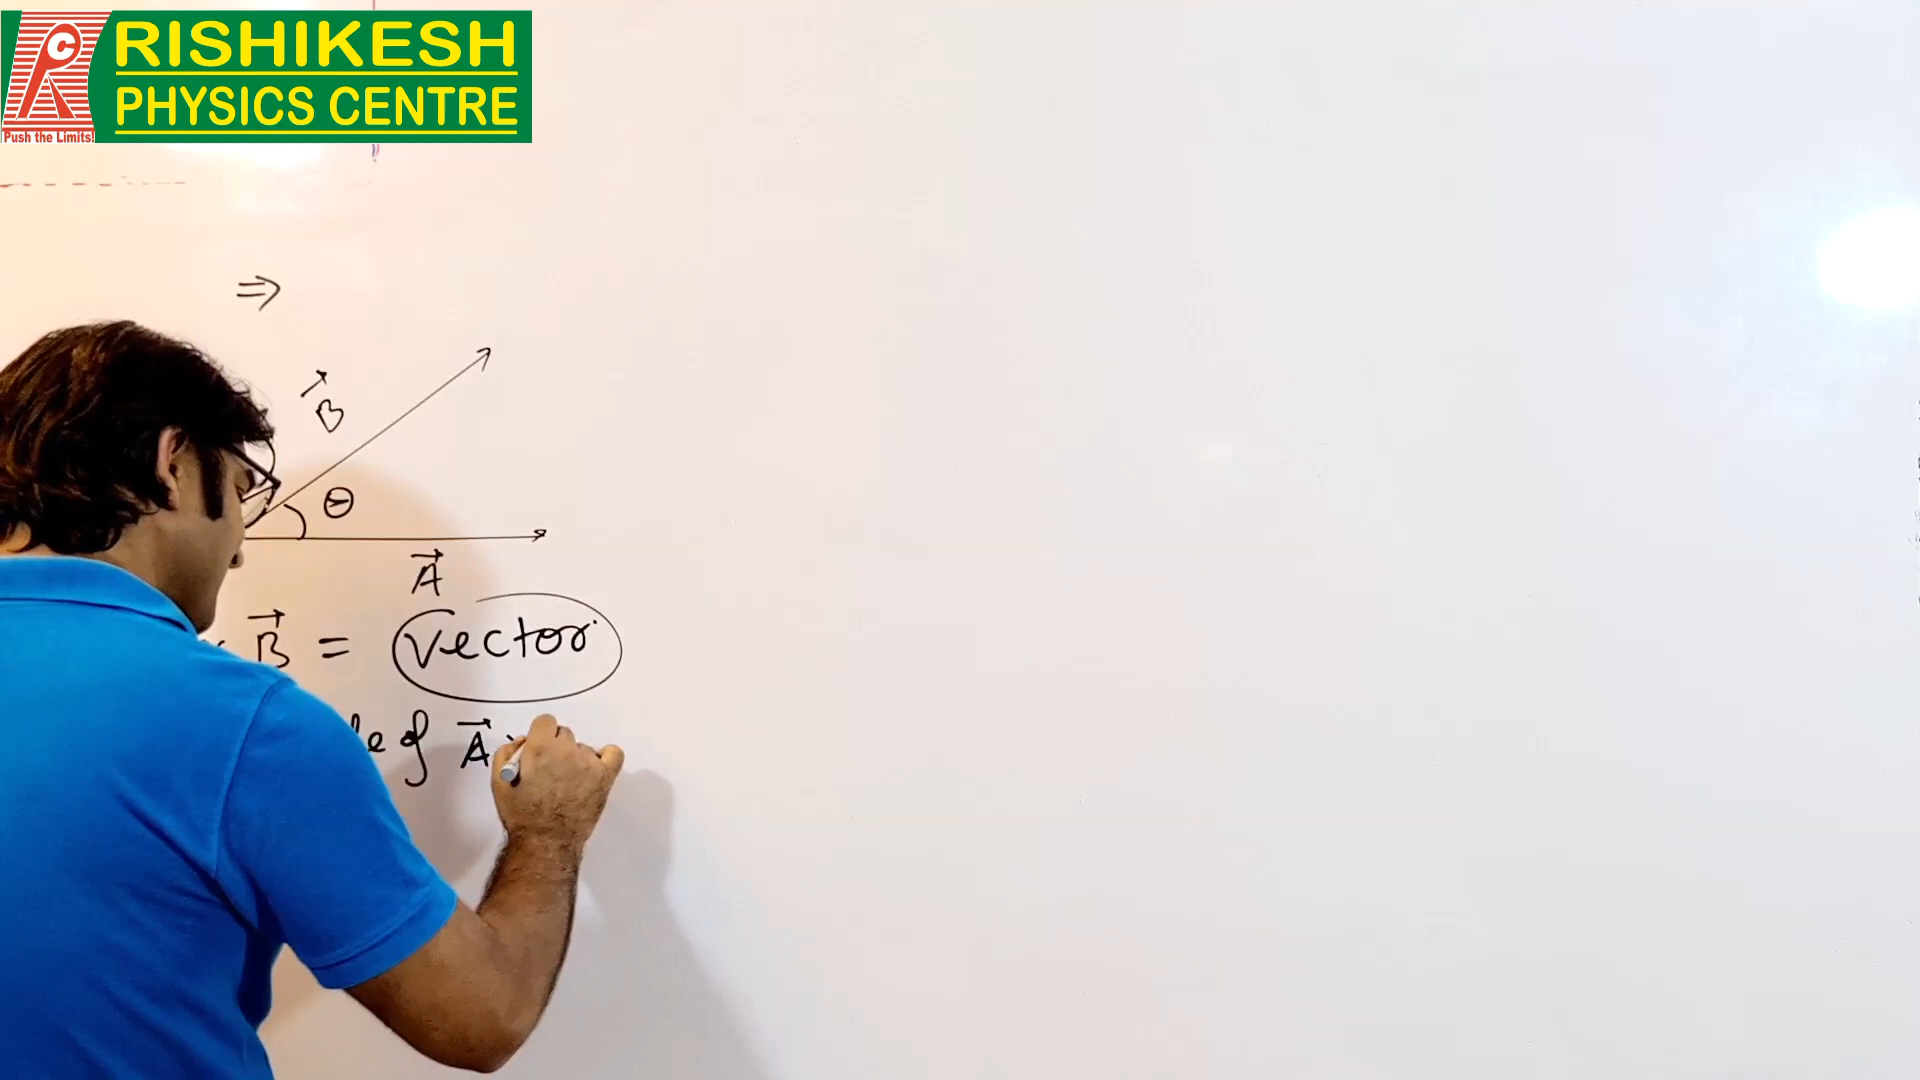 RISHIKESH
PHYSICS CENTRE
Push the Limits!
⇒
B⃗
θ
A⃗
B⃗ = vector
of A⃗